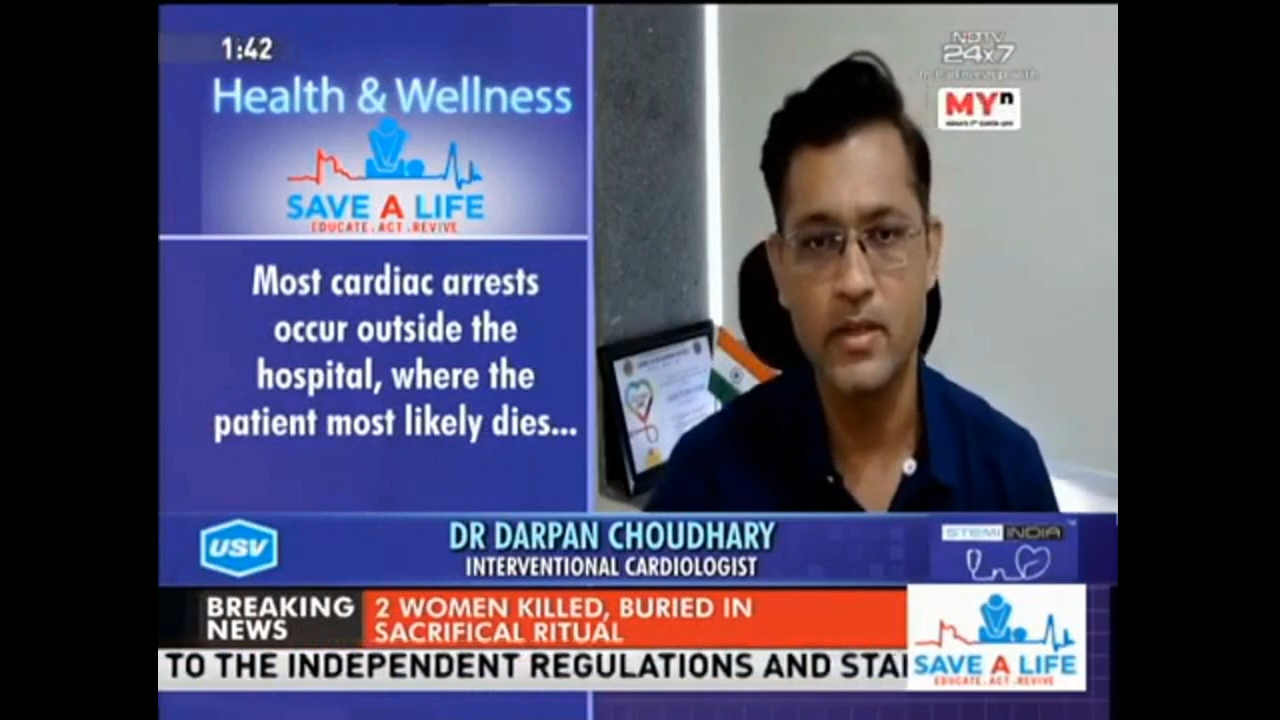 1:42
Health & Wellness
SAVE A LIFE
EDUCATE . ACT . REVIVE
Most cardiac arrests
occur outside the
hospital, where the
patient most likely dies...
NDTV
24x7
MYn
USV
DR DARPAN CHOUDHARY
INTERVENTIONAL CARDIOLOGIST
STEMI INDIA
BREAKING
NEWS
2 WOMEN KILLED, BURIED IN
SACRIFICAL RITUAL
TO THE INDEPENDENT REGULATIONS AND STA
SAVE A LIFE
EDUCATE . ACT . REVIVE